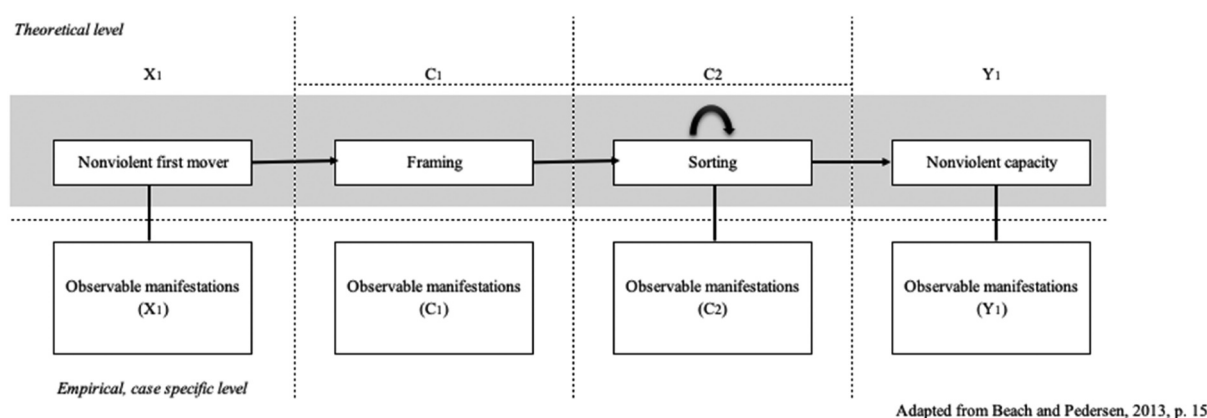 Theoretical level
X1 C1 C2 Y1
Nonviolent first mover Framing Sorting Nonviolent capacity
Observable manifestations Observable manifestations Observable manifestations Observable manifestations
(X1) (C1) (C2) (Y1)
Empirical, case specific level
Adapted from Beach and Pedersen, 2013, p. 15